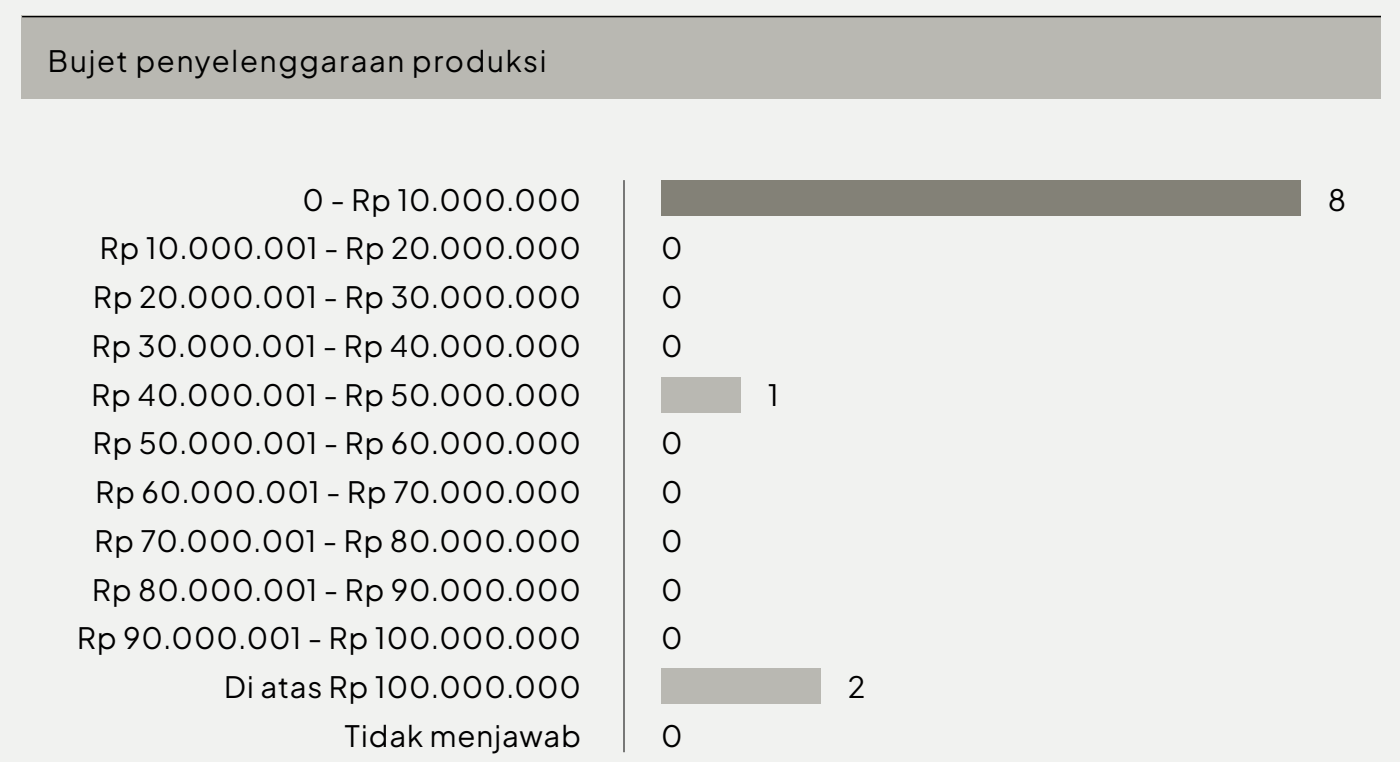 Bujet penyelenggaraan produksi
0 - Rp 10.000.000 8
Rp 10.000.001 - Rp 20.000.000 0
Rp 20.000.001 - Rp 30.000.000 0
Rp 30.000.001 - Rp 40.000.000 0
Rp 40.000.001 - Rp 50.000.000 1
Rp 50.000.001 - Rp 60.000.000 0
Rp 60.000.001 - Rp 70.000.000 0
Rp 70.000.001 - Rp 80.000.000 0
Rp 80.000.001 - Rp 90.000.000 0
Rp 90.000.001 - Rp 100.000.000 0
Di atas Rp 100.000.000 2
Tidak menjawab 0